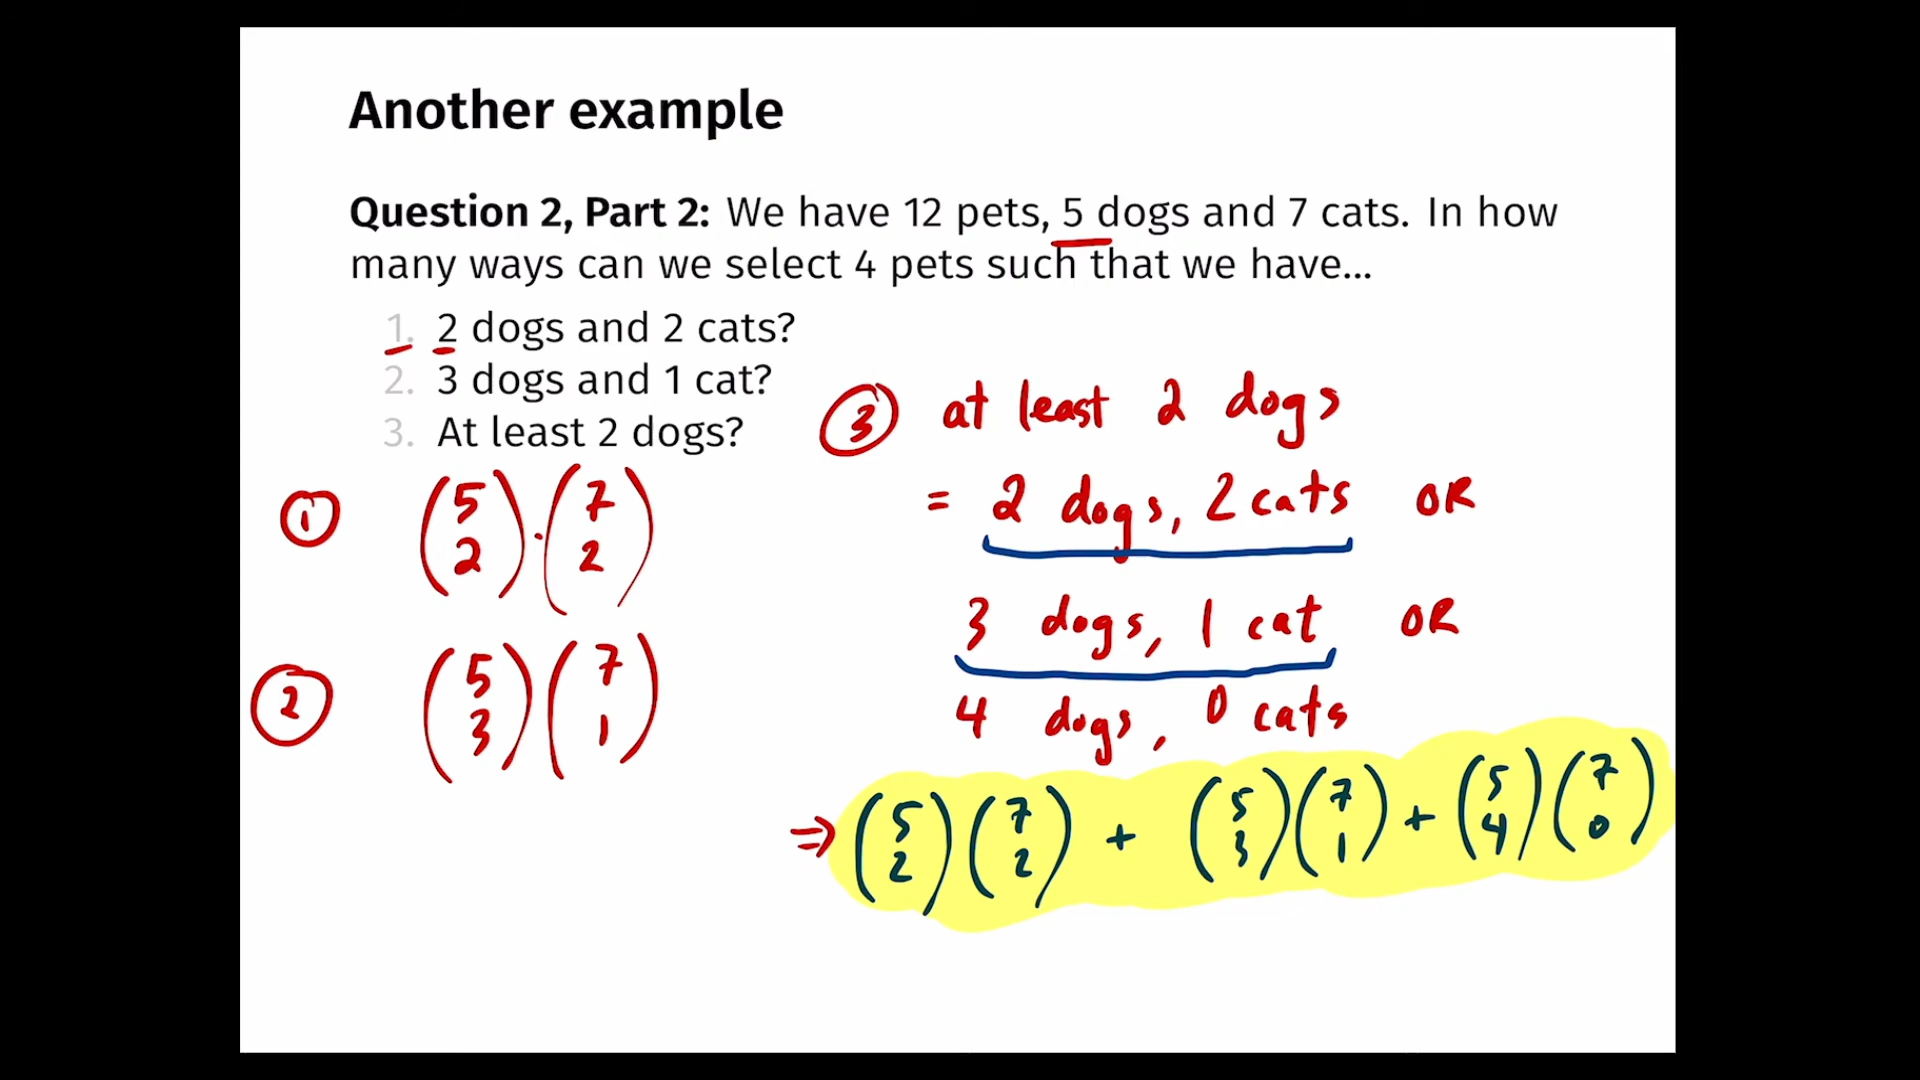 Another example
Question 2, Part 2: We have 12 pets, 5 dogs and 7 cats. In how
many ways can we select 4 pets such that we have...
1. 2 dogs and 2 cats?
2. 3 dogs and 1 cat?
3. At least 2 dogs?
① (5 2) · (7 2)
② (5 3) (7 1)
③ at least 2 dogs
= 2 dogs, 2 cats OR
3 dogs, 1 cat OR
4 dogs, 0 cats
⇒ (5 2) (7 2) + (5 3) (7 1) + (5 4) (7 0)